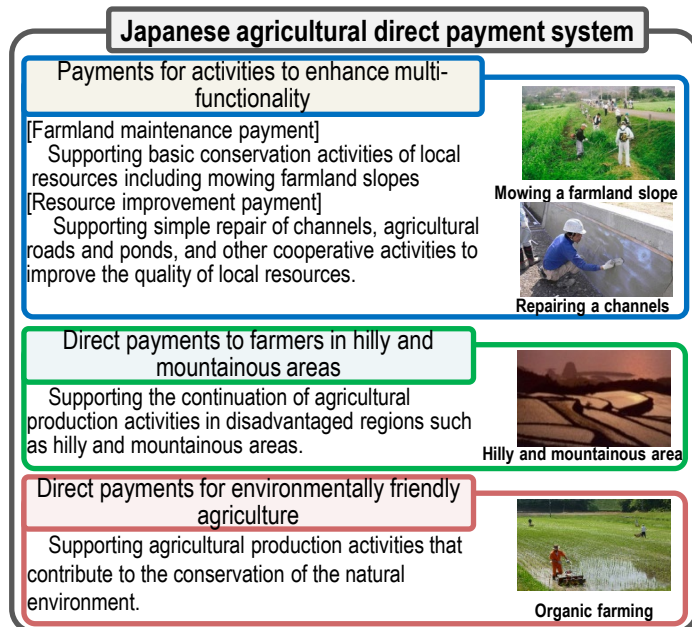 Japanese agricultural direct payment system
Payments for activities to enhance multi-
functionality
[Farmland maintenance payment]
Supporting basic conservation activities of local
resources including mowing farmland slopes
[Resource improvement payment]
Supporting simple repair of channels, agricultural
roads and ponds, and other cooperative activities to
improve the quality of local resources.
Mowing a farmland slope
Repairing a channels
Direct payments to farmers in hilly and
mountainous areas
Supporting the continuation of agricultural
production activities in disadvantaged regions such
as hilly and mountainous areas.
Hilly and mountainous area
Direct payments for environmentally friendly
agriculture
Supporting agricultural production activities that
contribute to the conservation of the natural
environment.
Organic farming